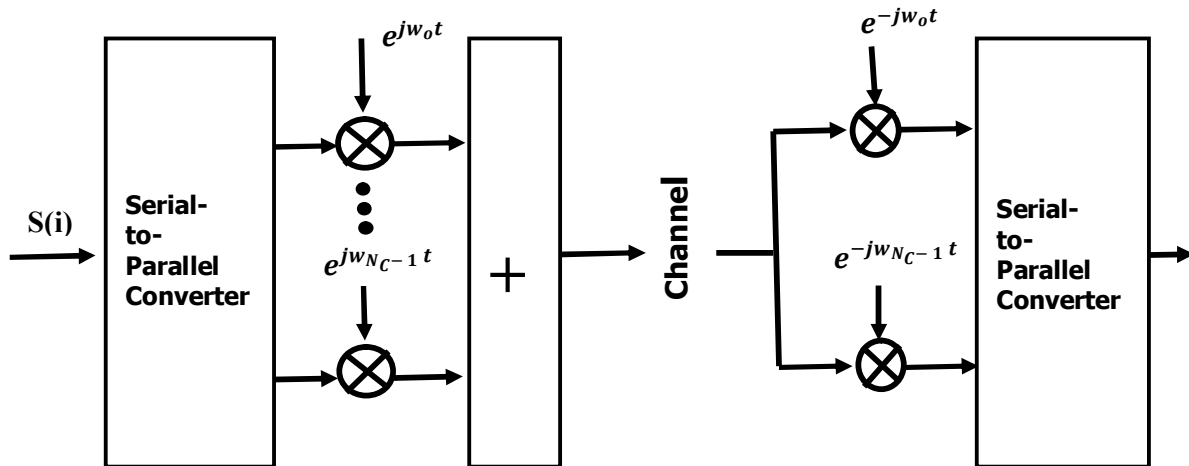 S(i)
Serial-
to-
Parallel
Converter
e^{jw_o t}
e^{jw_{N_C-1} t}
+
Channel
e^{-jw_o t}
e^{-jw_{N_C-1} t}
Serial-
to-
Parallel
Converter